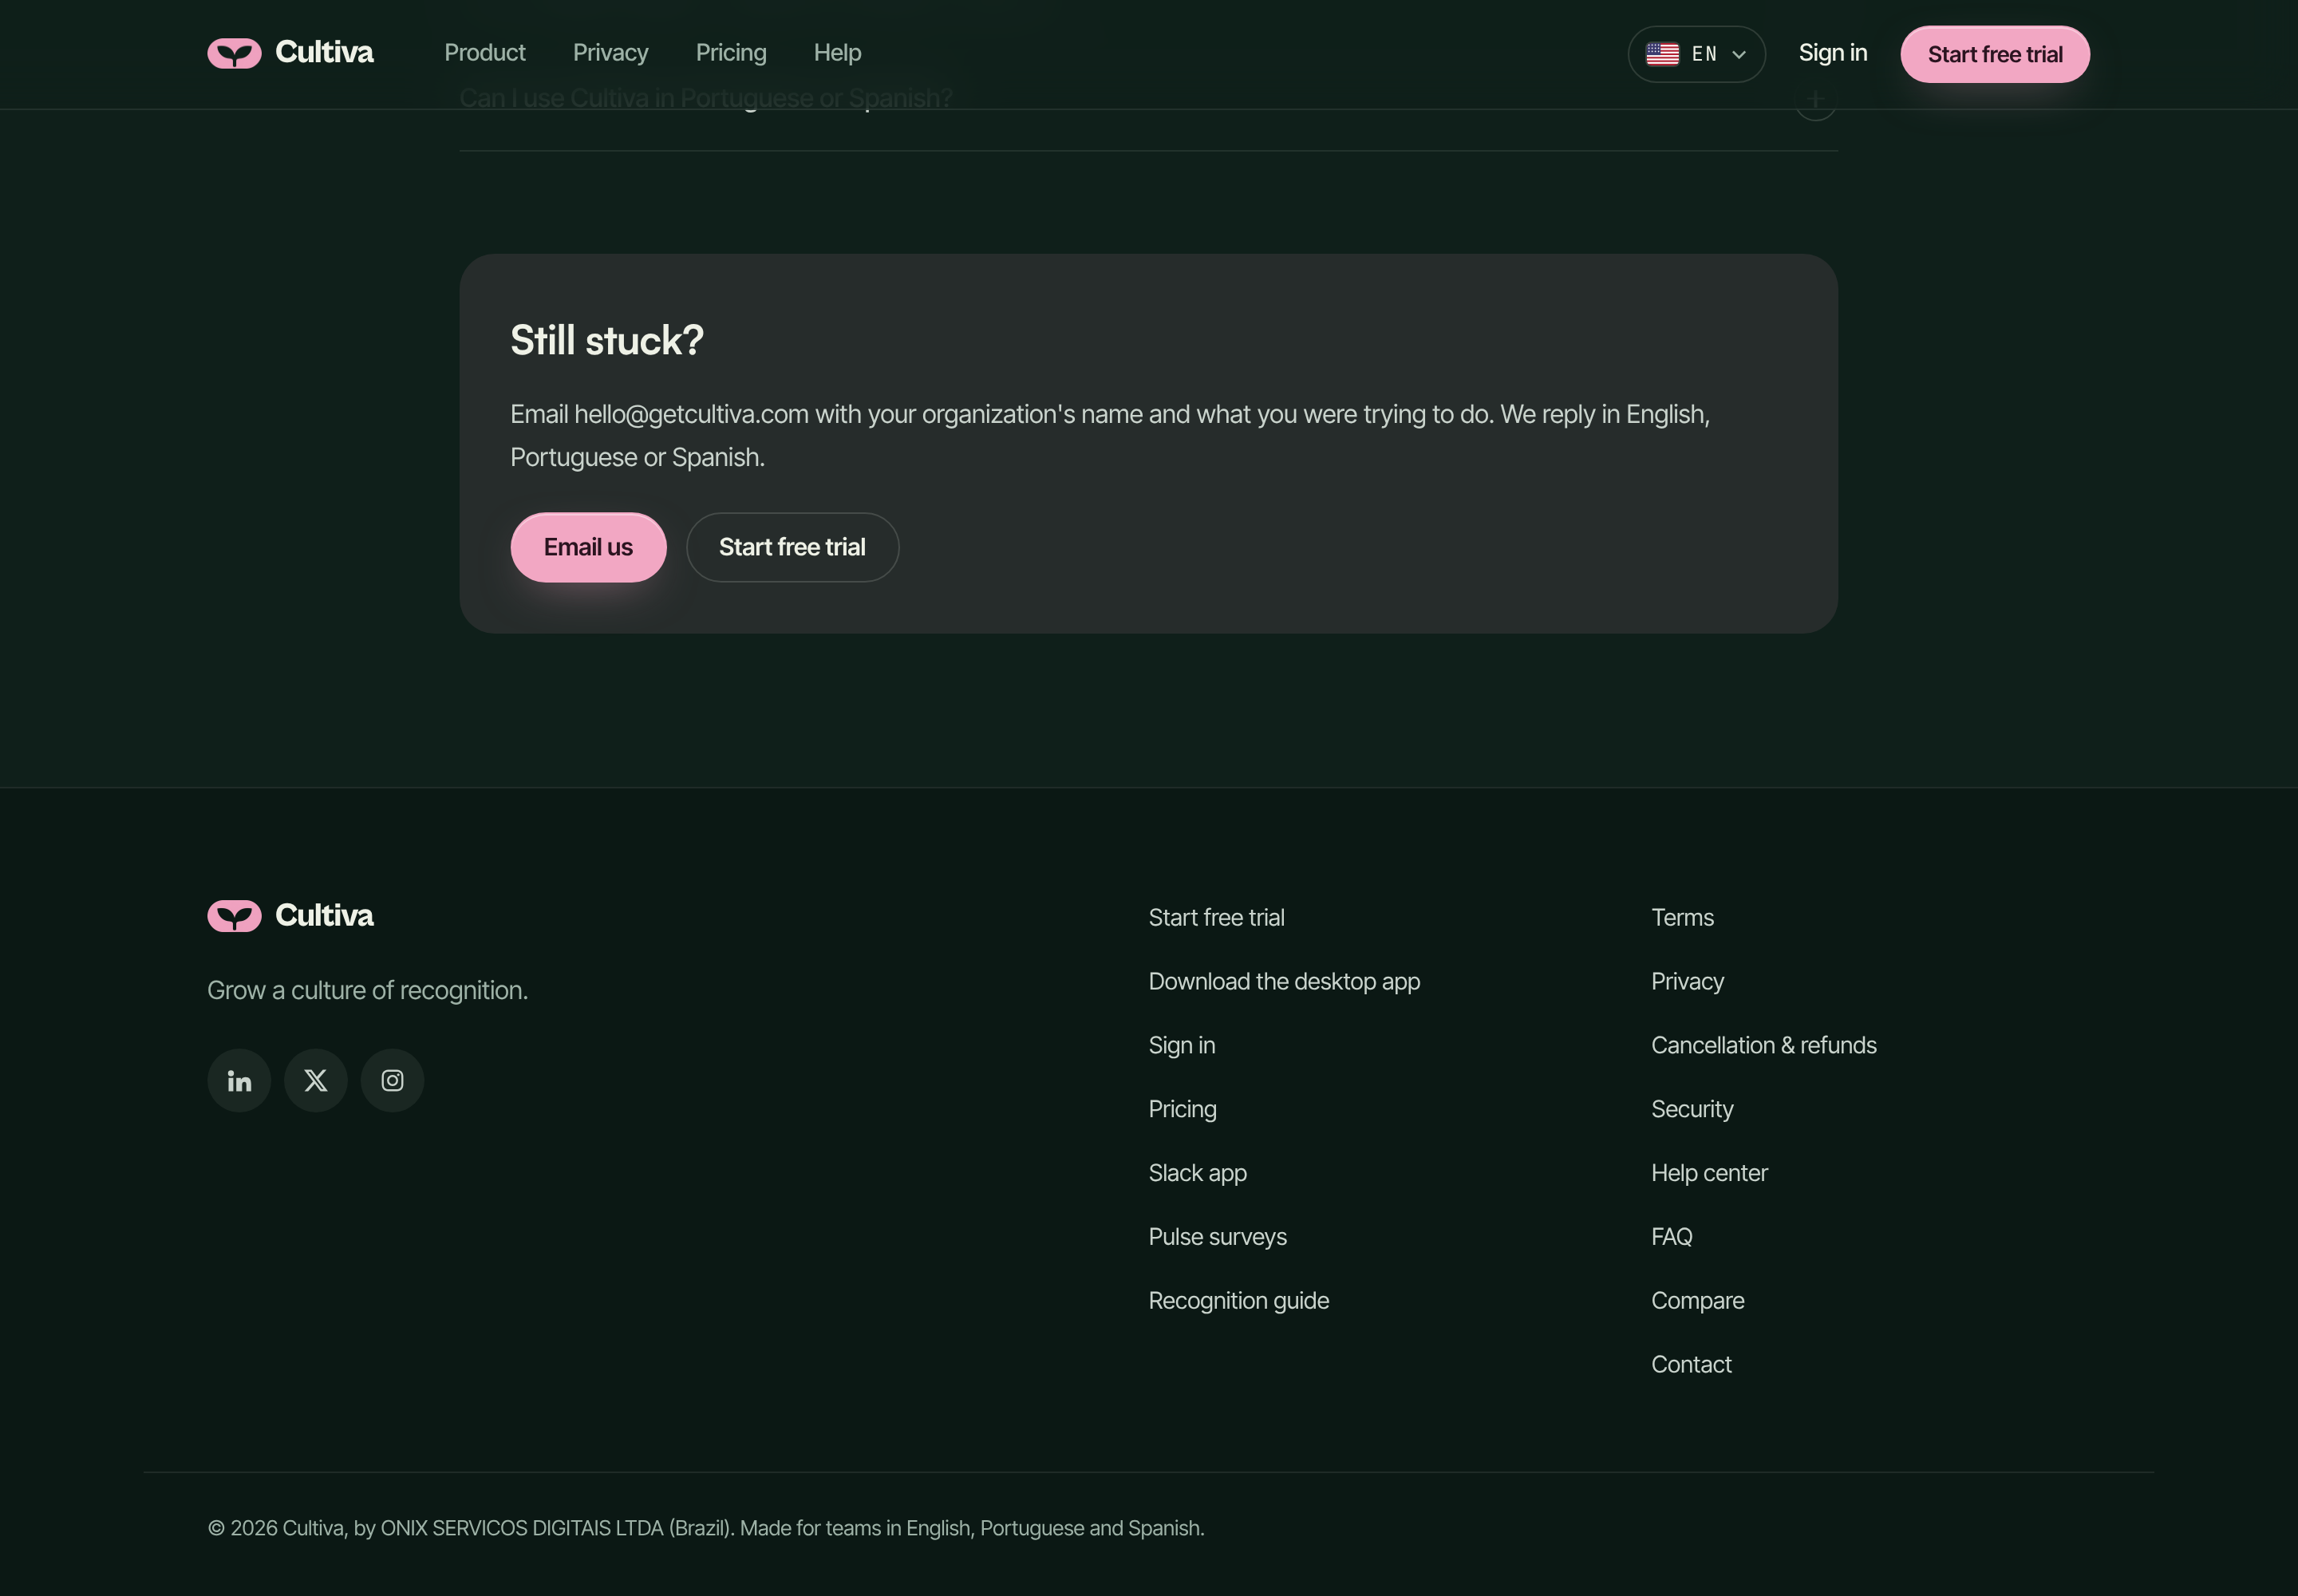 Cultiva
Product
Privacy
Pricing
Help
EN
Sign in
Start free trial
Can I use Cultiva in Portuguese or Spanish?
Still stuck?
Email hello@getcultiva.com with your organization's name and what you were trying to do. We reply in English,
Portuguese or Spanish.
Email us
Start free trial
Cultiva
Grow a culture of recognition.
Start free trial
Download the desktop app
Sign in
Pricing
Slack app
Pulse surveys
Recognition guide
Terms
Privacy
Cancellation & refunds
Security
Help center
FAQ
Compare
Contact
© 2026 Cultiva, by ONIX SERVICOS DIGITAIS LTDA (Brazil). Made for teams in English, Portuguese and Spanish.